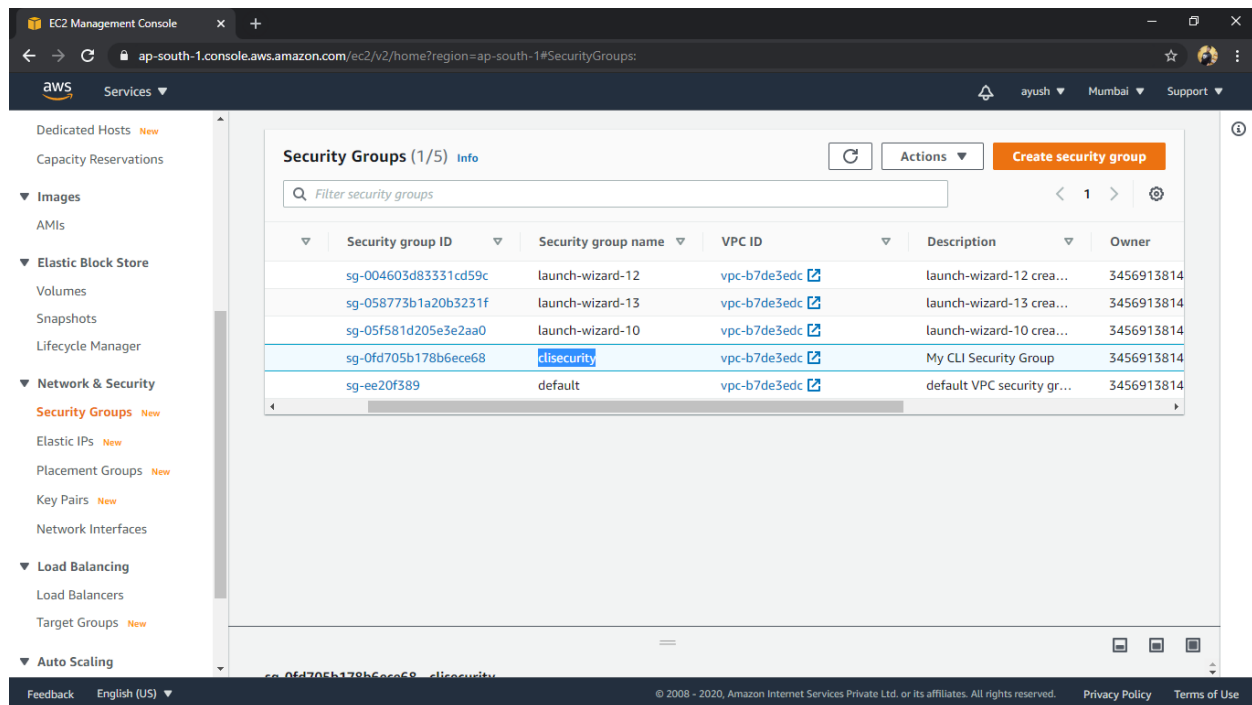 EC2 Management Console
ap-south-1.console.aws.amazon.com/ec2/v2/home?region=ap-south-1#SecurityGroups:
aws Services ayush Mumbai Support
Dedicated Hosts New
Capacity Reservations
Images
AMIs
Elastic Block Store
Volumes
Snapshots
Lifecycle Manager
Network & Security
Security Groups New
Elastic IPs New
Placement Groups New
Key Pairs New
Network Interfaces
Load Balancing
Load Balancers
Target Groups New
Auto Scaling
Security Groups (1/5) Info Actions Create security group
Filter security groups 1
Security group ID Security group name VPC ID Description Owner
sg-004603d83331cd59c launch-wizard-12 vpc-b7de3edc launch-wizard-12 crea... 3456913814
sg-058773b1a20b3231f launch-wizard-13 vpc-b7de3edc launch-wizard-13 crea... 3456913814
sg-05f581d205e3e2aa0 launch-wizard-10 vpc-b7de3edc launch-wizard-10 crea... 3456913814
sg-0fd705b178b6ece68 clisecurity vpc-b7de3edc My CLI Security Group 3456913814
sg-ee20f389 default vpc-b7de3edc default VPC security gr... 3456913814
sg-0fd705b178b6ece68 - clisecurity
Feedback English (US) © 2008 - 2020, Amazon Internet Services Private Ltd. or its affiliates. All rights reserved. Privacy Policy Terms of Use